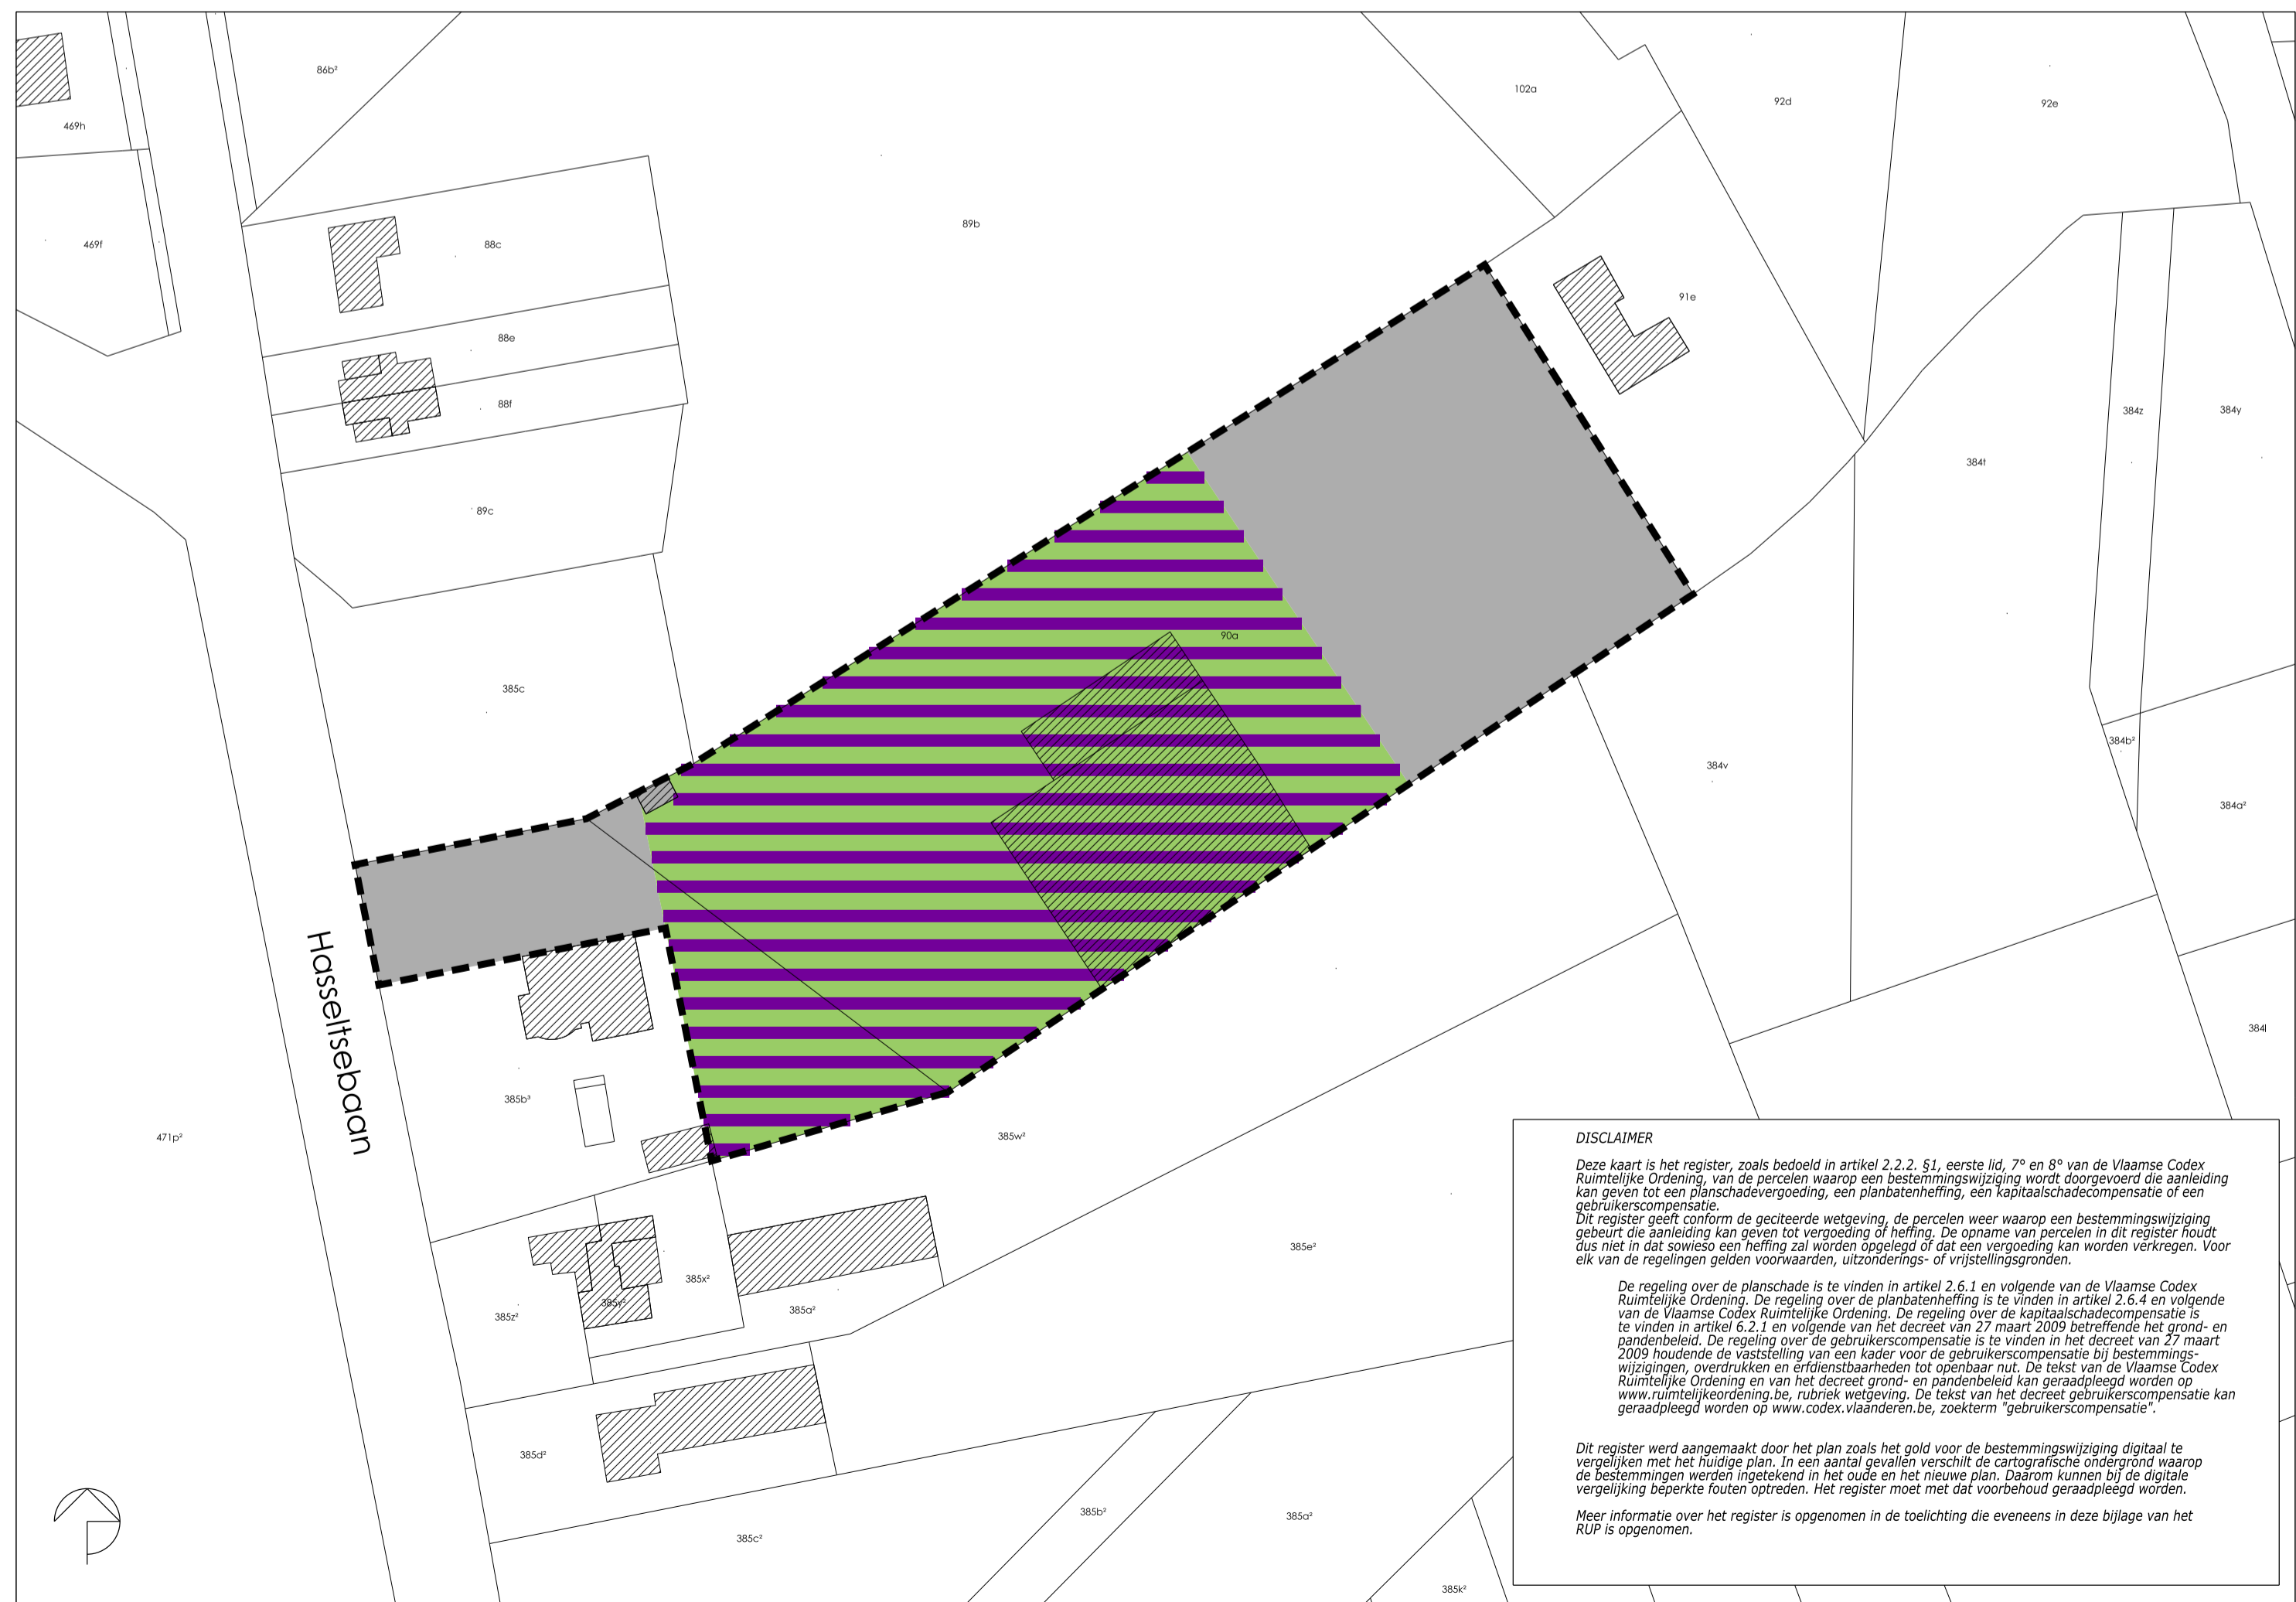 86b²
102a
92d
92e
469h
469f
88c
89b
91e
88e
88f
384z
384y
384t
89c
90a
385c
384b²
384v
384a²
Hasseltsebaan
384l
385b³
471p²
385w²
385e²
385x²
385y²
385z²
385a²
385d²
385b²
385a²
385c²
385k²
DISCLAIMER
Deze kaart is het register, zoals bedoeld in artikel 2.2.2. §1, eerste lid, 7° en 8° van de Vlaamse Codex
Ruimtelijke Ordening, van de percelen waarop een bestemmingswijziging wordt doorgevoerd die aanleiding
kan geven tot een planschadevergoeding, een planbatenheffing, een kapitaalschadecompensatie of een
gebruikerscompensatie.
Dit register geeft conform de geciteerde wetgeving, de percelen weer waarop een bestemmingswijziging
gebeurt die aanleiding kan geven tot vergoeding of heffing. De opname van percelen in dit register houdt
dus niet in dat sowieso een heffing zal worden opgelegd of dat een vergoeding kan worden verkregen. Voor
elk van de regelingen gelden voorwaarden, uitzonderings- of vrijstellingsgronden.
De regeling over de planschade is te vinden in artikel 2.6.1 en volgende van de Vlaamse Codex
Ruimtelijke Ordening. De regeling over de planbatenheffing is te vinden in artikel 2.6.4 en volgende
van de Vlaamse Codex Ruimtelijke Ordening. De regeling over de kapitaalschadecompensatie is
te vinden in artikel 6.2.1 en volgende van het decreet van 27 maart 2009 betreffende het grond- en
pandenbeleid. De regeling over de gebruikerscompensatie is te vinden in het decreet van 27 maart
2009 houdende de vaststelling van een kader voor de gebruikerscompensatie bij bestemmings-
wijzigingen, overdrukken en erfdienstbaarheden tot openbaar nut. De tekst van de Vlaamse Codex
Ruimtelijke Ordening en van het decreet grond- en pandenbeleid kan geraadpleegd worden op
www.ruimtelijkeordening.be, rubriek wetgeving. De tekst van het decreet gebruikerscompensatie kan
geraadpleegd worden op www.codex.vlaanderen.be, zoekterm "gebruikerscompensatie".
Dit register werd aangemaakt door het plan zoals het gold voor de bestemmingswijziging digitaal te
vergelijken met het huidige plan. In een aantal gevallen verschilt de cartografische ondergrond waarop
de bestemmingen werden ingetekend in het oude en het nieuwe plan. Daarom kunnen bij de digitale
vergelijking beperkte fouten optreden. Het register moet met dat voorbehoud geraadpleegd worden.
Meer informatie over het register is opgenomen in de toelichting die eveneens in deze bijlage van het
RUP is opgenomen.